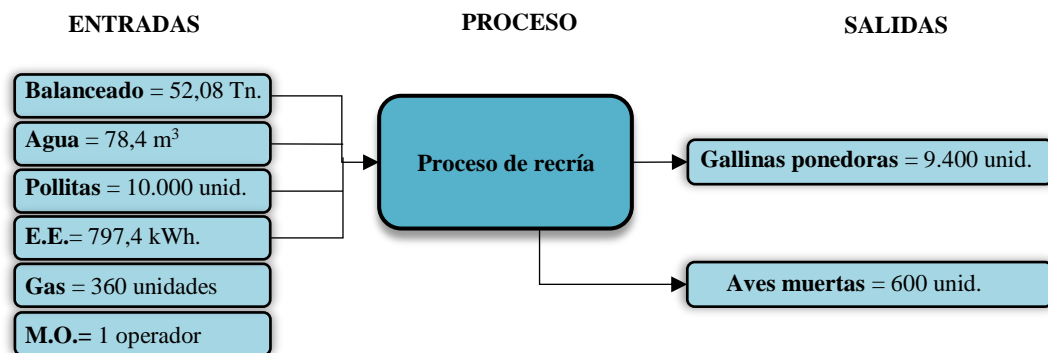 ENTRADAS
PROCESO
SALIDAS
Balanceado = 52,08 Tn.
Agua = 78,4 m³
Pollitas = 10.000 unid.
E.E.= 797,4 kWh.
Gas = 360 unidades
M.O.= 1 operador
Proceso de recría
Gallinas ponedoras = 9.400 unid.
Aves muertas = 600 unid.